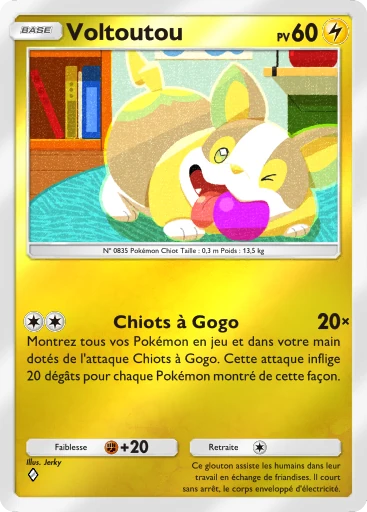 BASE Voltoutou PV 60
N° 0835 Pokémon Chiot Taille : 0,3 m Poids : 13,5 kg
Chiots à Gogo 20×
Montrez tous vos Pokémon en jeu et dans votre main
dotés de l'attaque Chiots à Gogo. Cette attaque inflige
20 dégâts pour chaque Pokémon montré de cette façon.
Faiblesse +20 Retraite
Illus. Jerky
Ce glouton assiste les humains dans leur
travail en échange de friandises. Il court
sans arrêt, le corps enveloppé d'électricité.